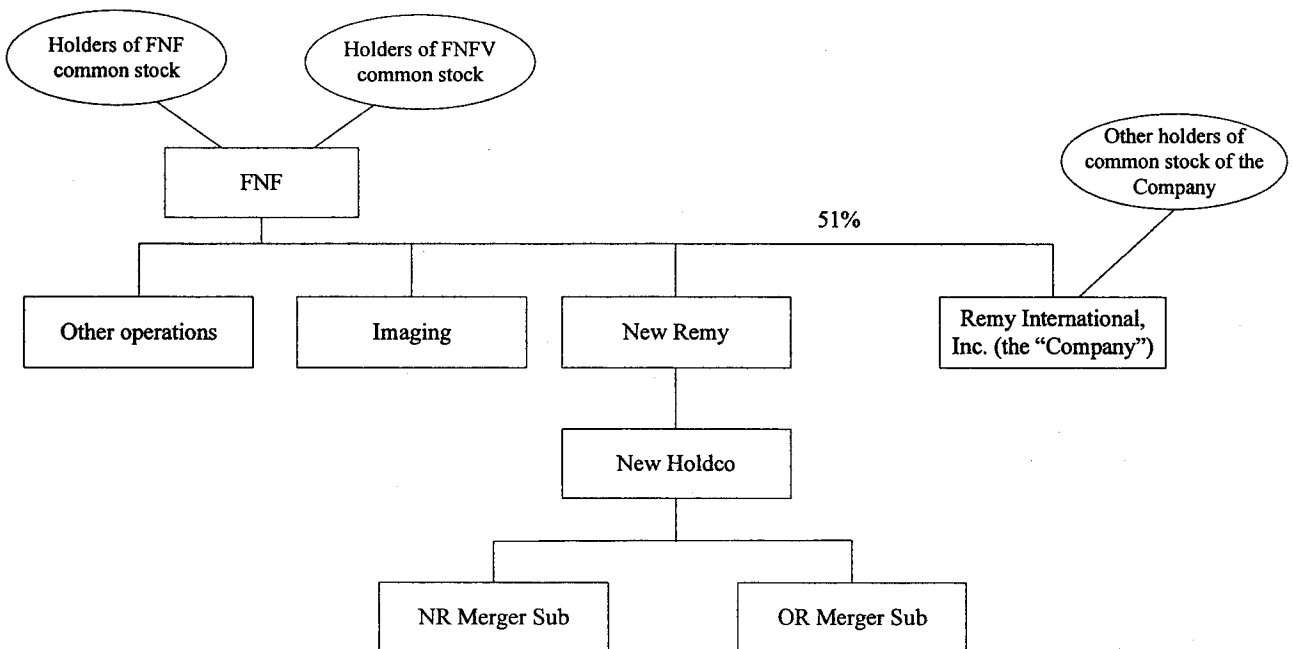 Holders of FNF
common stock
Holders of FNFV
common stock
Other holders of
common stock of the
Company
FNF
51%
Other operations
Imaging
New Remy
Remy International,
Inc. (the “Company”)
New Holdco
NR Merger Sub
OR Merger Sub